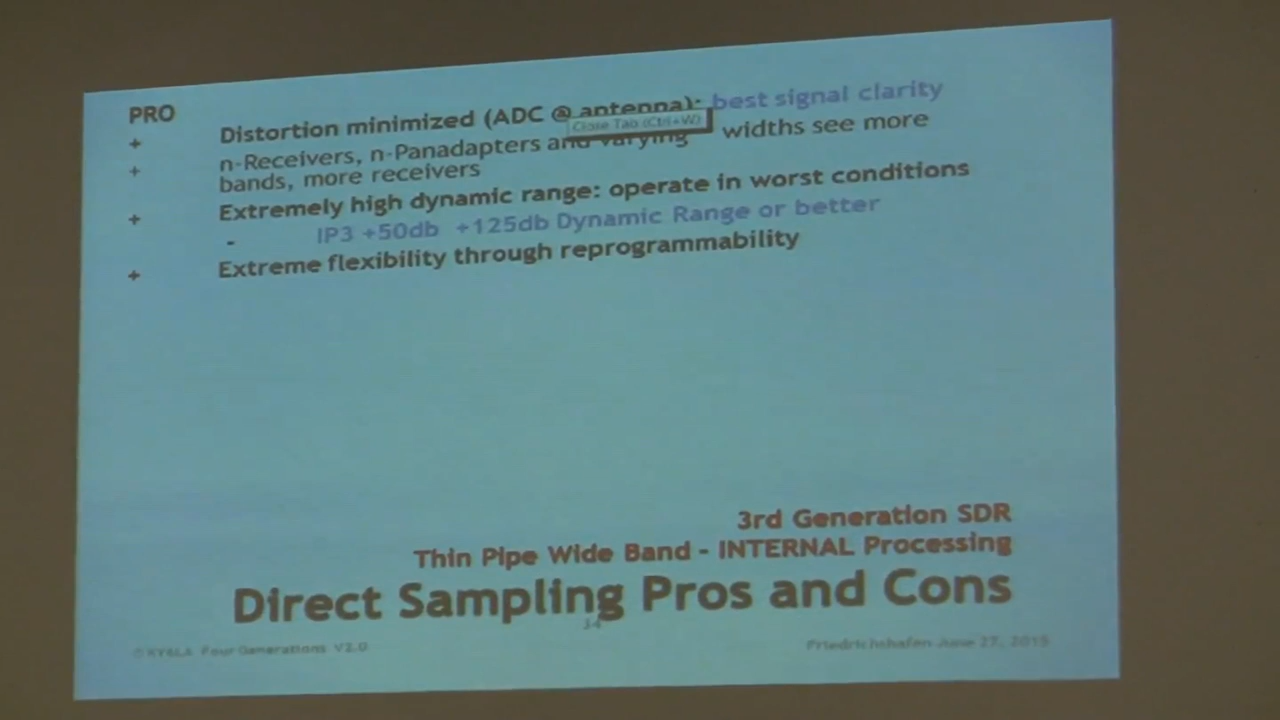 PRO
+ Distortion minimized (ADC @ antenna): best signal clarity
Close Tab (Ctrl+W)
+ n-Receivers, n-Panadapters and varying widths see more
bands, more receivers
+ Extremely high dynamic range: operate in worst conditions
- IP3 +50db +125db Dynamic Range or better
+ Extreme flexibility through reprogrammability
3rd Generation SDR
Thin Pipe Wide Band - INTERNAL Processing
Direct Sampling Pros and Cons
© KY6LA Four Generations V2.0
Friedrichshafen June 27, 2015